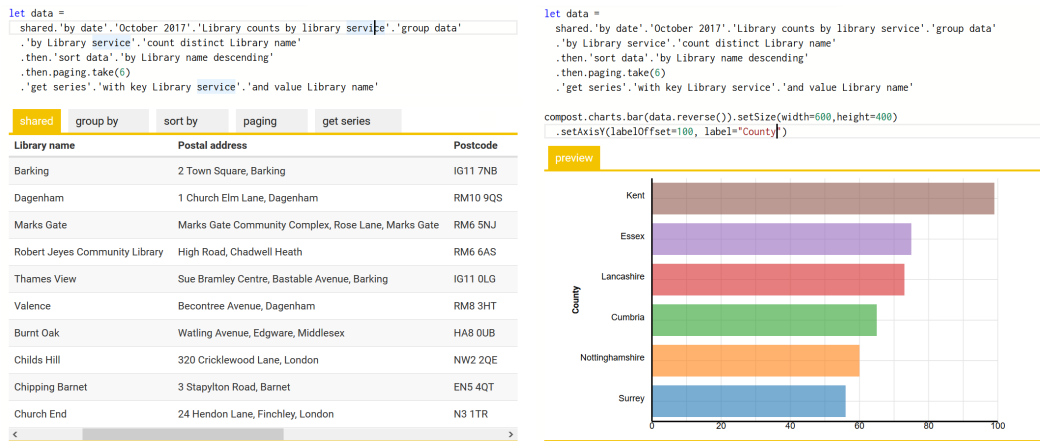 let data =
shared.'by date'.'October 2017'.'Library counts by library service'.'group data'
.'by Library service'.'count distinct Library name'
.then.'sort data'.'by Library name descending'
.then.paging.take(6)
.'get series'.'with key Library service'.'and value Library name'
shared group by sort by paging get series
Library name Postal address Postcode
Barking 2 Town Square, Barking IG11 7NB
Dagenham 1 Church Elm Lane, Dagenham RM10 9QS
Marks Gate Marks Gate Community Complex, Rose Lane, Marks Gate RM6 5NJ
Robert Jeyes Community Library High Road, Chadwell Heath RM6 6AS
Thames View Sue Bramley Centre, Bastable Avenue, Barking IG11 0LG
Valence Becontree Avenue, Dagenham RM8 3HT
Burnt Oak Watling Avenue, Edgware, Middlesex HA8 0UB
Childs Hill 320 Cricklewood Lane, London NW2 2QE
Chipping Barnet 3 Stapylton Road, Barnet EN5 4QT
Church End 24 Hendon Lane, Finchley, London N3 1TR
let data =
shared.'by date'.'October 2017'.'Library counts by library service'.'group data'
.'by Library service'.'count distinct Library name'
.then.'sort data'.'by Library name descending'
.then.paging.take(6)
.'get series'.'with key Library service'.'and value Library name'
compost.charts.bar(data.reverse()).setSize(width=600,height=400)
.setAxisY(labelOffset=100, label="County")
preview
County
Kent
Essex
Lancashire
Cumbria
Nottinghamshire
Surrey
0 20 40 60 80 100